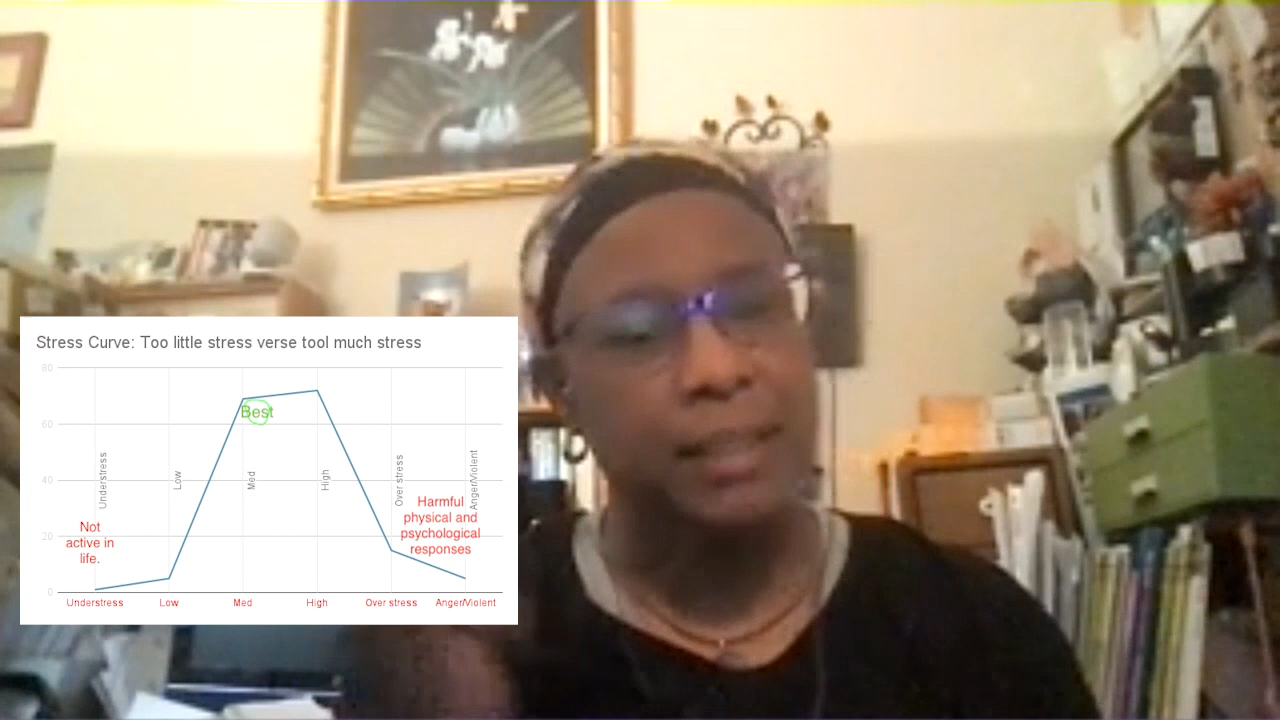 Stress Curve: Too little stress verse tool much stress
80
60
40
20
0
Best
Understress
Low
Med
High
Over stress
Anger/Violent
Not
active in
life.
Harmful
physical and
psychological
responses
Understress
Low
Med
High
Over stress
Anger/Violent